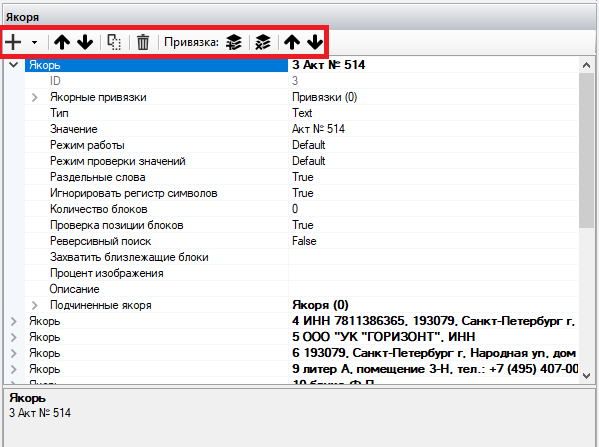 Якоря
Привязка:
Якорь 3 Акт № 514
ID 3
Якорные привязки Привязки (0)
Тип Text
Значение Акт № 514
Режим работы Default
Режим проверки значений Default
Раздельные слова True
Игнорировать регистр символов True
Количество блоков 0
Проверка позиции блоков True
Реверсивный поиск False
Захватить близлежащие блоки
Процент изображения
Описание
Подчиненные якоря Якоря (0)
Якорь 4 ИНН 7811386365, 193079, Санкт-Петербург г,
Якорь 5 ООО "УК "ГОРИЗОНТ", ИНН
Якорь 6 193079, Санкт-Петербург г, Народная ул, дом
Якорь 9 литер А, помещение 3-Н, тел.: +7 (495) 407-00
Якорь
Якорь
3 Акт № 514